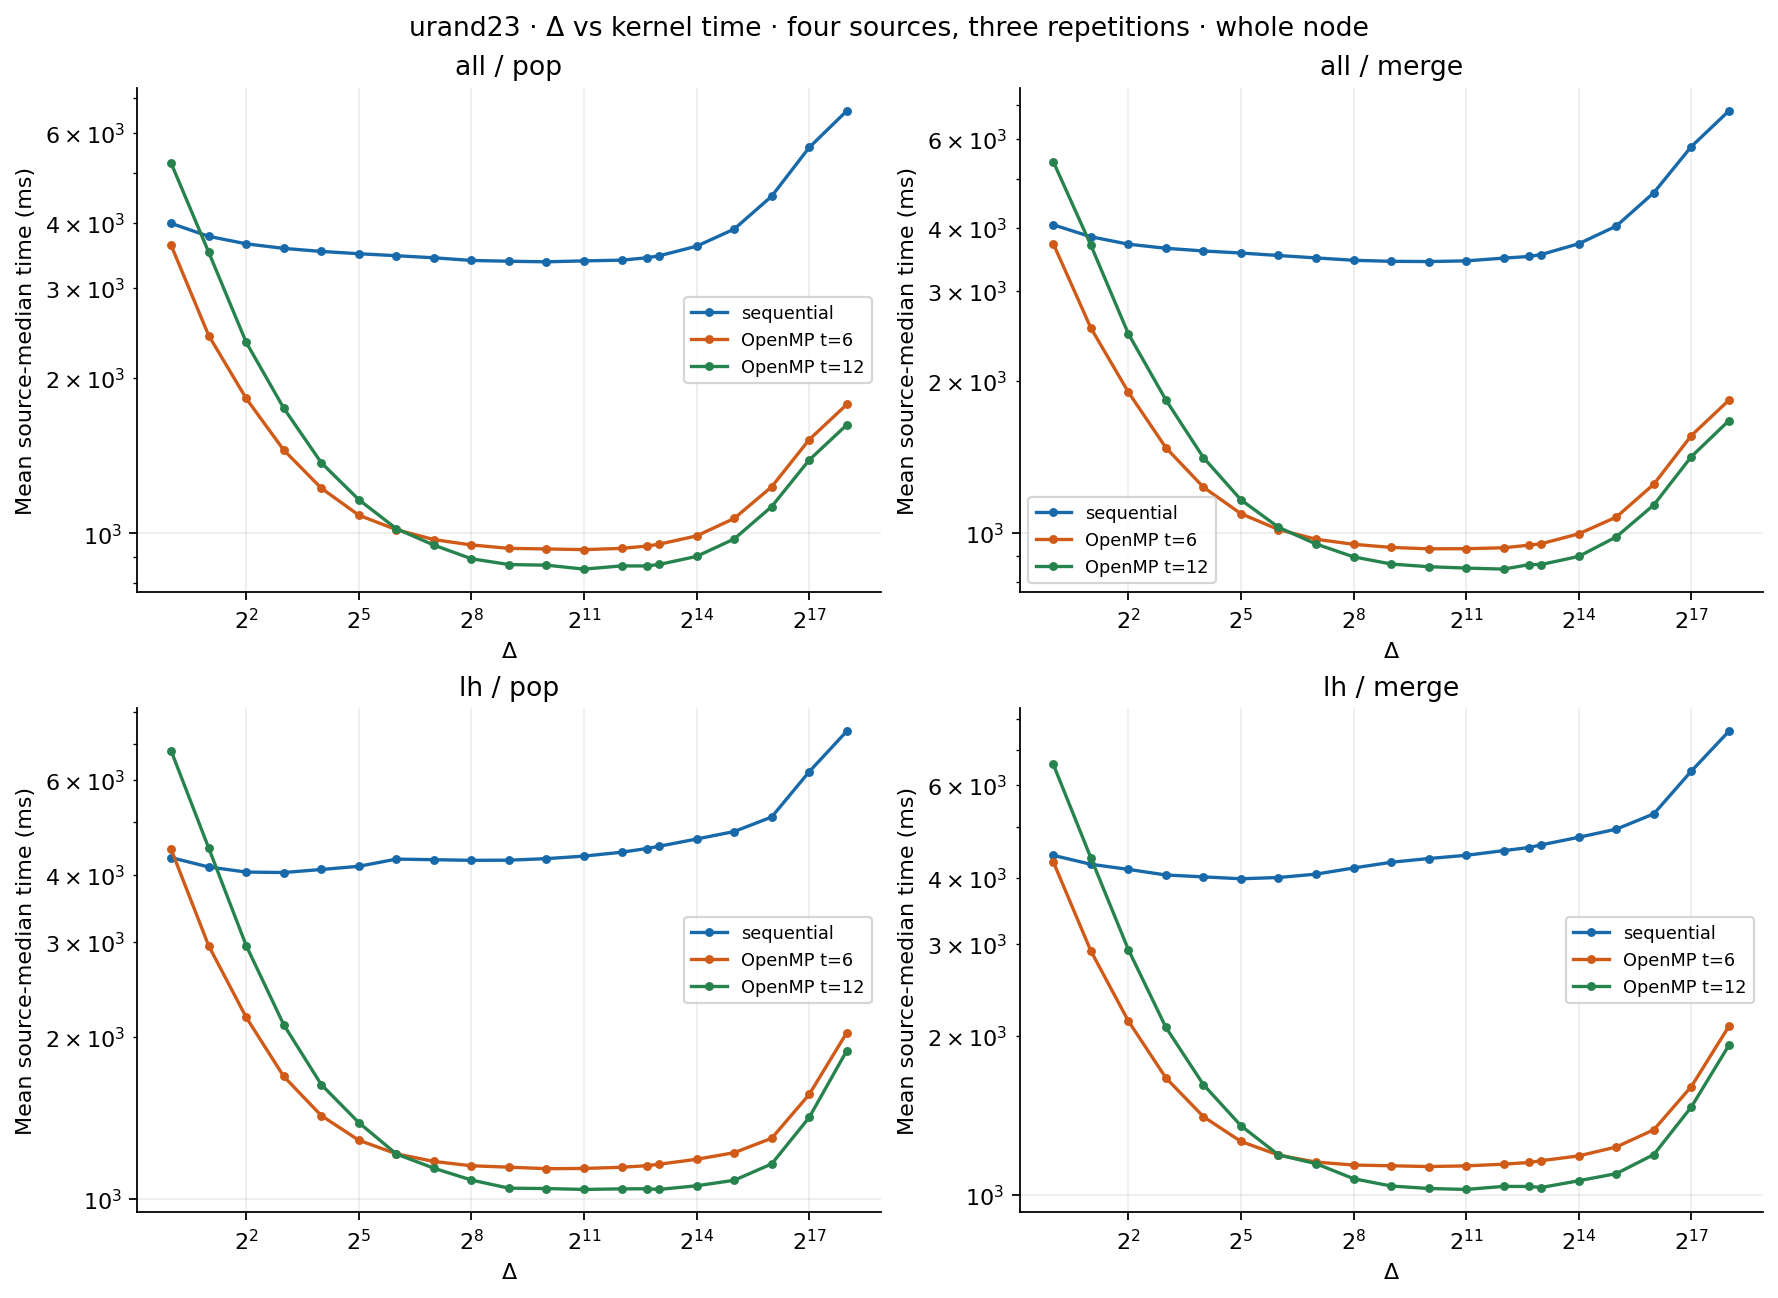 urand23 · Δ vs kernel time · four sources, three repetitions · whole node
all / pop
Mean source-median time (ms)
6 × 10³
4 × 10³
3 × 10³
2 × 10³
10³
sequential
OpenMP t=6
OpenMP t=12
2² 2⁵ 2⁸ 2¹¹ 2¹⁴ 2¹⁷
Δ
all / merge
Mean source-median time (ms)
6 × 10³
4 × 10³
3 × 10³
2 × 10³
10³
sequential
OpenMP t=6
OpenMP t=12
2² 2⁵ 2⁸ 2¹¹ 2¹⁴ 2¹⁷
Δ
lh / pop
Mean source-median time (ms)
6 × 10³
4 × 10³
3 × 10³
2 × 10³
10³
sequential
OpenMP t=6
OpenMP t=12
2² 2⁵ 2⁸ 2¹¹ 2¹⁴ 2¹⁷
Δ
lh / merge
Mean source-median time (ms)
6 × 10³
4 × 10³
3 × 10³
2 × 10³
10³
sequential
OpenMP t=6
OpenMP t=12
2² 2⁵ 2⁸ 2¹¹ 2¹⁴ 2¹⁷
Δ